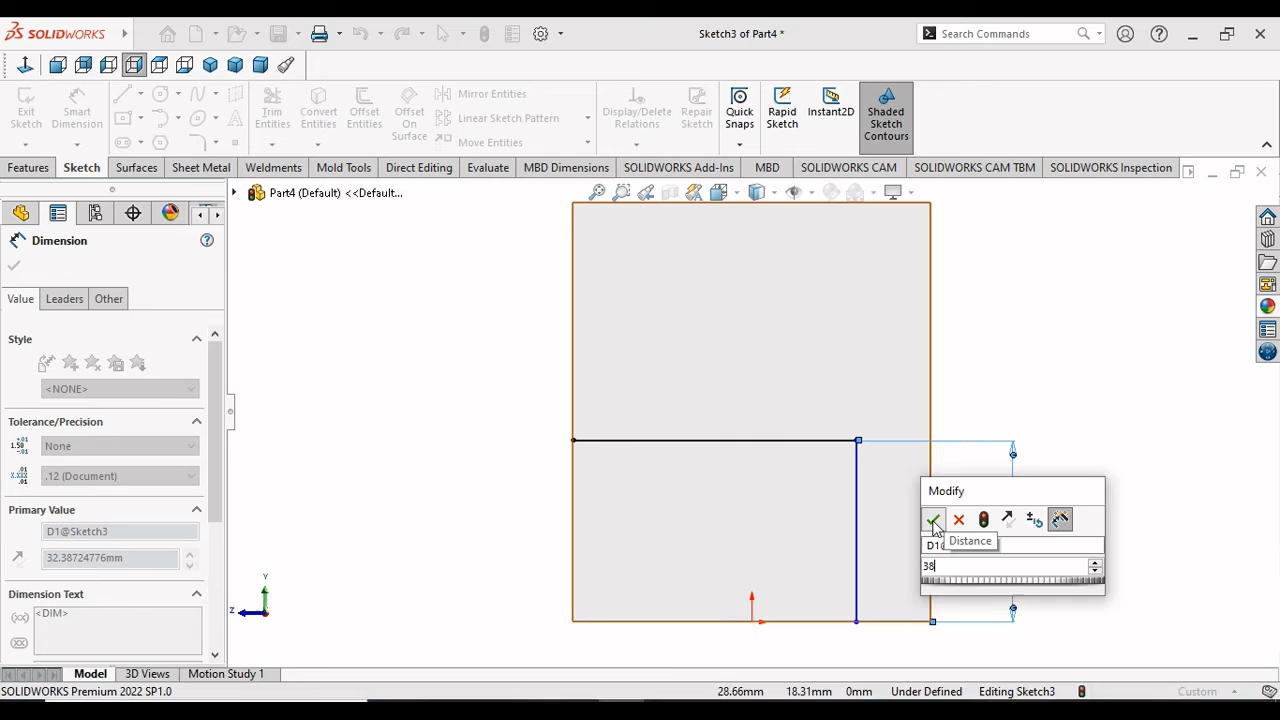 SOLIDWORKS
Sketch3 of Part4 *
Search Commands
Exit Sketch
Smart Dimension
Trim Entities
Convert Entities
Offset Entities
Offset On Surface
Mirror Entities
Linear Sketch Pattern
Move Entities
Display/Delete Relations
Repair Sketch
Quick Snaps
Rapid Sketch
Instant2D
Shaded Sketch Contours
Features
Sketch
Surfaces
Sheet Metal
Weldments
Mold Tools
Direct Editing
Evaluate
MBD Dimensions
SOLIDWORKS Add-Ins
MBD
SOLIDWORKS CAM
SOLIDWORKS CAM TBM
SOLIDWORKS Inspection
Part4 (Default) <<Default...
Dimension
Value
Leaders
Other
Style
<NONE>
Tolerance/Precision
None
.12 (Document)
Primary Value
D1@Sketch3
32.38724776mm
Dimension Text
<DIM>
Modify
Distance
D1@
38
Y
Z
Model
3D Views
Motion Study 1
SOLIDWORKS Premium 2022 SP1.0
28.66mm
18.31mm
0mm
Under Defined
Editing Sketch3
Custom